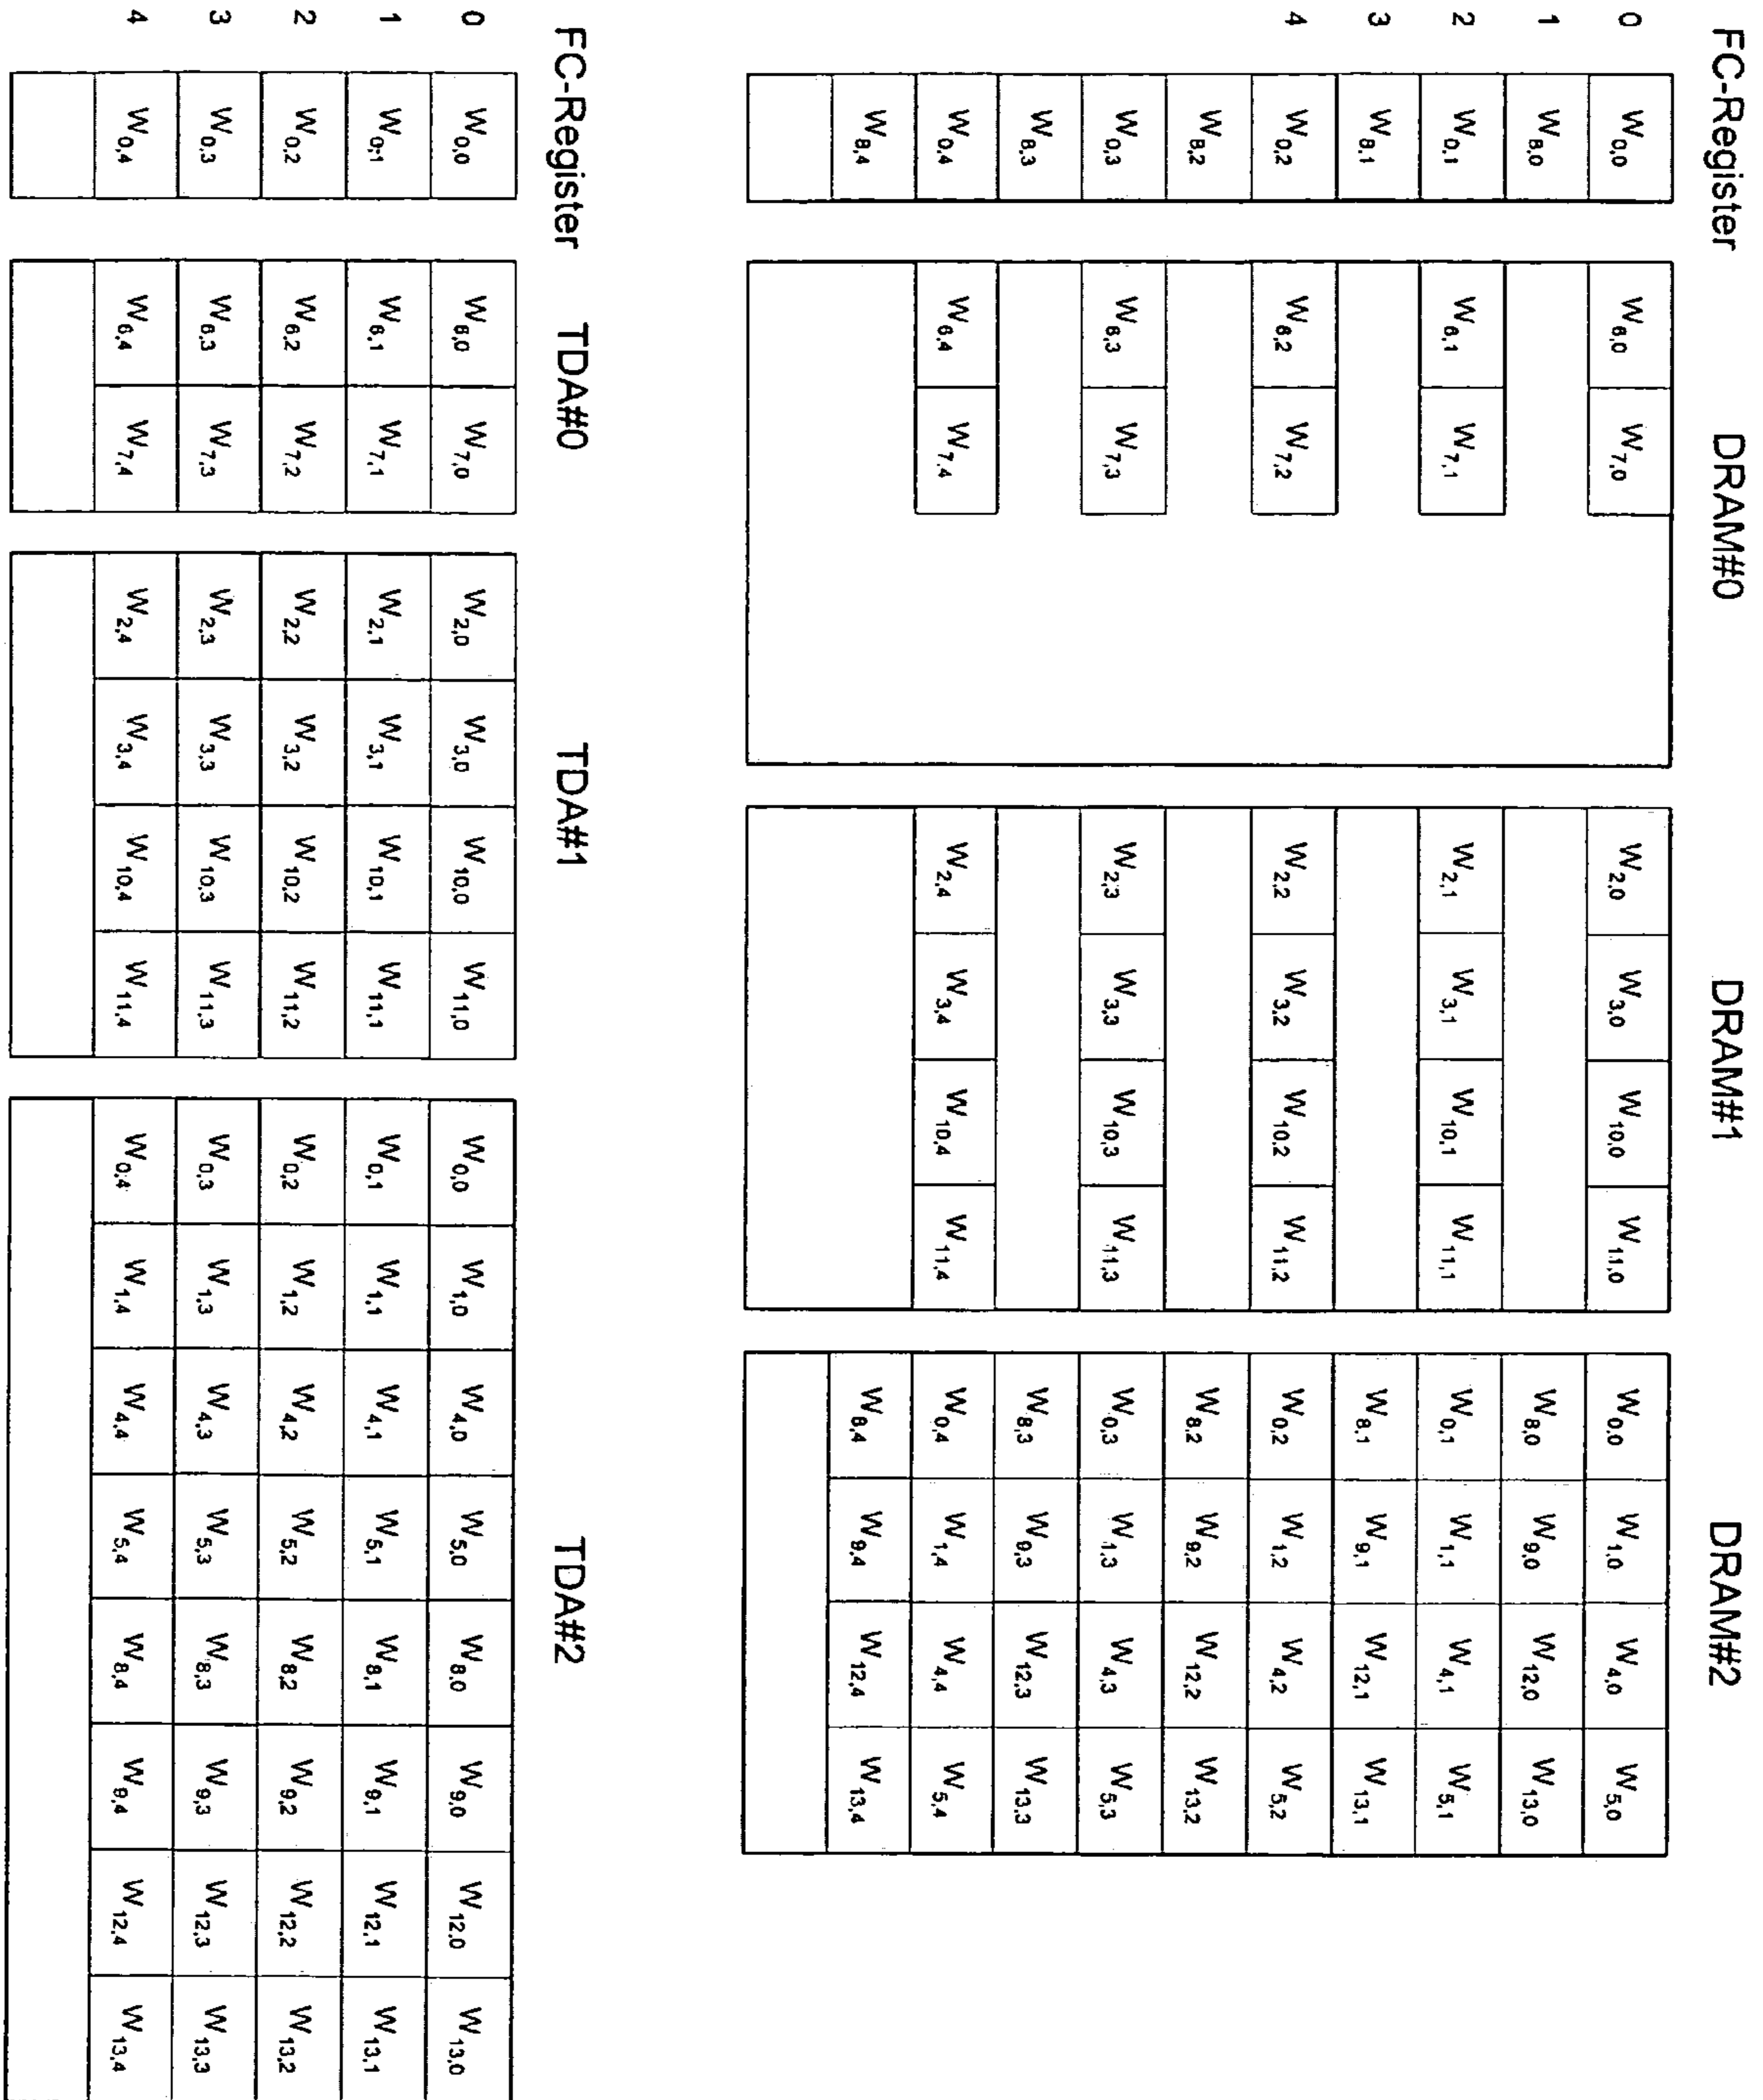 FC-Register DRAM#0 DRAM#1 DRAM#2
0 W0,0 W6,0 W7,0 W2,0 W3,0 W10,0 W11,0 W0,0 W1,0 W4,0 W5,0
1 W8,0 W8,0 W9,0 W12,0 W13,0
2 W0,1 W6,1 W7,1 W2,1 W3,1 W10,1 W11,1 W0,1 W1,1 W4,1 W5,1
3 W8,1 W8,1 W9,1 W12,1 W13,1
4 W0,2 W6,2 W7,2 W2,2 W3,2 W10,2 W11,2 W0,2 W1,2 W4,2 W5,2
W8,2 W8,2 W9,2 W12,2 W13,2
W0,3 W6,3 W7,3 W2,3 W3,3 W10,3 W11,3 W0,3 W1,3 W4,3 W5,3
W8,3 W8,3 W9,3 W12,3 W13,3
W0,4 W6,4 W7,4 W2,4 W3,4 W10,4 W11,4 W0,4 W1,4 W4,4 W5,4
W8,4 W8,4 W9,4 W12,4 W13,4
FC-Register TDA#0 TDA#1 TDA#2
0 W0,0 W6,0 W7,0 W2,0 W3,0 W10,0 W11,0 W0,0 W1,0 W4,0 W5,0 W8,0 W9,0 W12,0 W13,0
1 W0,1 W6,1 W7,1 W2,1 W3,1 W10,1 W11,1 W0,1 W1,1 W4,1 W5,1 W8,1 W9,1 W12,1 W13,1
2 W0,2 W6,2 W7,2 W2,2 W3,2 W10,2 W11,2 W0,2 W1,2 W4,2 W5,2 W8,2 W9,2 W12,2 W13,2
3 W0,3 W6,3 W7,3 W2,3 W3,3 W10,3 W11,3 W0,3 W1,3 W4,3 W5,3 W8,3 W9,3 W12,3 W13,3
4 W0,4 W6,4 W7,4 W2,4 W3,4 W10,4 W11,4 W0,4 W1,4 W4,4 W5,4 W8,4 W9,4 W12,4 W13,4